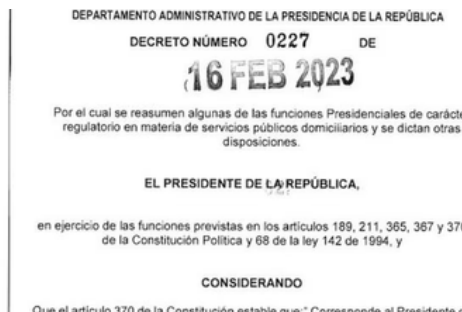 DEPARTAMENTO ADMINISTRATIVO DE LA PRESIDENCIA DE LA REPÚBLICA
DECRETO NÚMERO 0227 DE
16 FEB 2023
Por el cual se reasumen algunas de las funciones Presidenciales de carácte
regulatorio en materia de servicios públicos domiciliarios y se dictan otras
disposiciones.
EL PRESIDENTE DE LA REPÚBLICA,
en ejercicio de las funciones previstas en los artículos 189, 211, 365, 367 y 370
de la Constitución Política y 68 de la ley 142 de 1994, y
CONSIDERANDO
Que el artículo 370 de la Constitución estable que:" Corresponde al Presidente